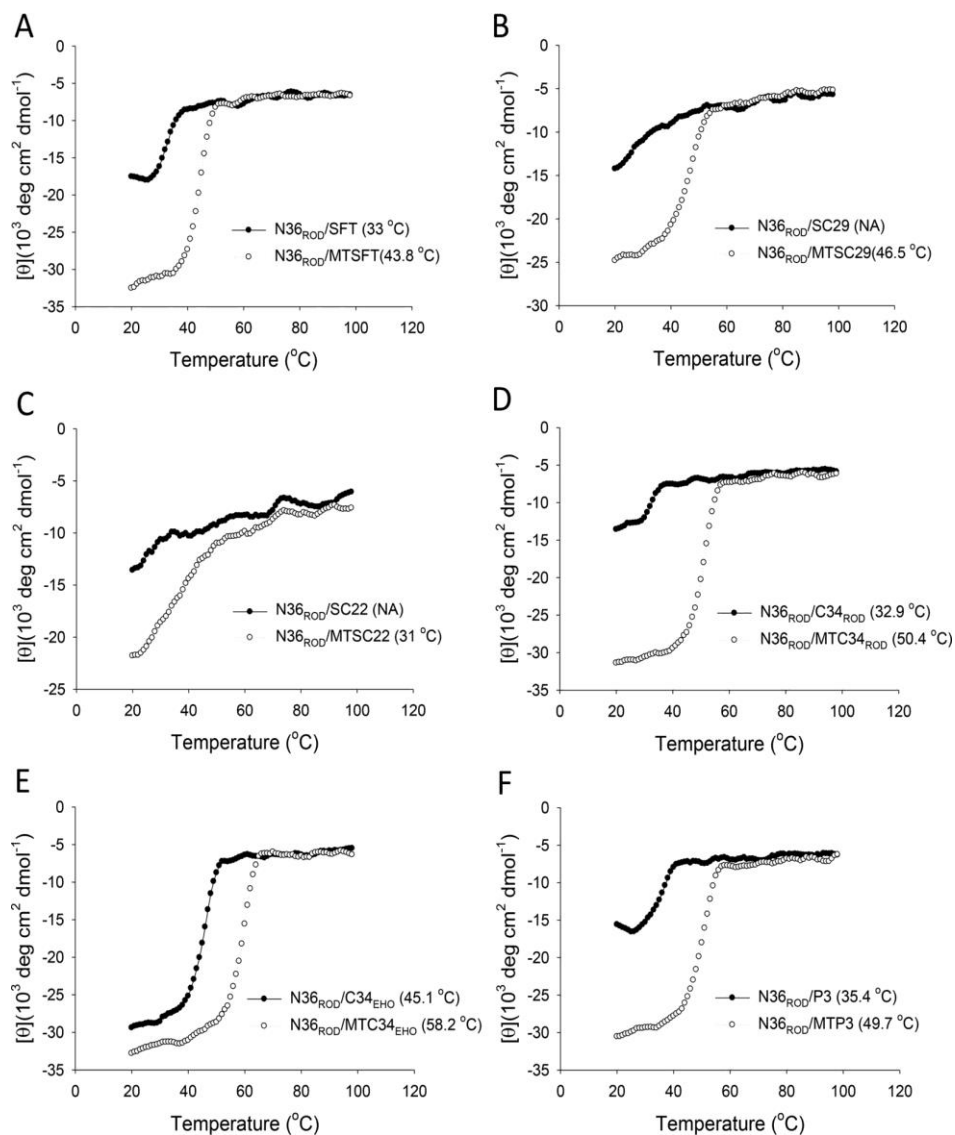 A
0
-5
-10
-15
-20
-25
-30
-35
[θ](10³ deg cm² dmol⁻¹)
N36ROD/SFT (33 °C)
N36ROD/MTSFT(43.8 °C)
0 20 40 60 80 100 120
Temperature (°C)
B
0
-5
-10
-15
-20
-25
-30
[θ](10³ deg cm² dmol⁻¹)
N36ROD/SC29 (NA)
N36ROD/MTSC29(46.5 °C)
0 20 40 60 80 100 120
Temperature (°C)
C
0
-5
-10
-15
-20
-25
[θ](10³ deg cm² dmol⁻¹)
N36ROD/SC22 (NA)
N36ROD/MTSC22 (31 °C)
0 20 40 60 80 100 120
Temperature (°C)
D
0
-5
-10
-15
-20
-25
-30
-35
[θ](10³ deg cm² dmol⁻¹)
N36ROD/C34ROD (32.9 °C)
N36ROD/MTC34ROD (50.4 °C)
0 20 40 60 80 100 120
Temperature (°C)
E
0
-5
-10
-15
-20
-25
-30
-35
[θ](10³ deg cm² dmol⁻¹)
N36ROD/C34EHO (45.1 °C)
N36ROD/MTC34EHO (58.2 °C)
0 20 40 60 80 100 120
Temperature (°C)
F
0
-5
-10
-15
-20
-25
-30
-35
[θ](10³ deg cm² dmol⁻¹)
N36ROD/P3 (35.4 °C)
N36ROD/MTP3 (49.7 °C)
0 20 40 60 80 100 120
Temperature (°C)